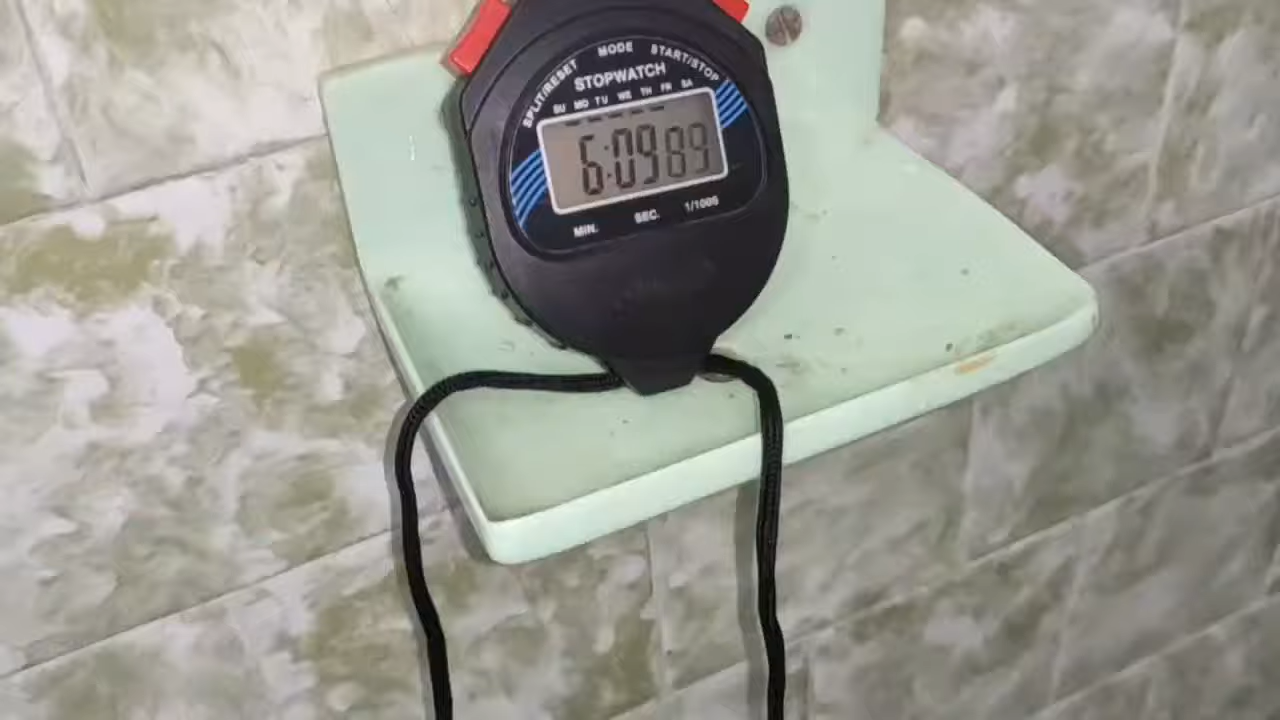 MODE
SPLIT/RESET
START/STOP
STOPWATCH
SU MO TU WE TH FR SA
6:09 89
MIN. SEC. 1/100S